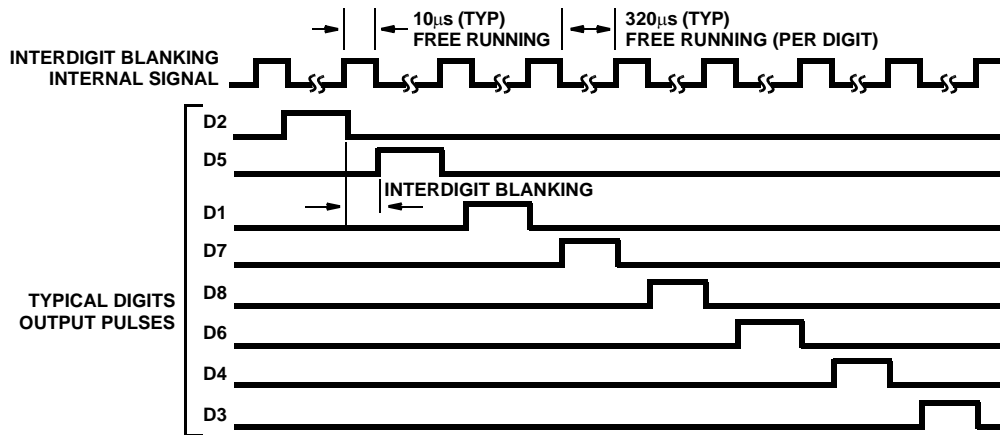 10µs (TYP)
FREE RUNNING
320µs (TYP)
FREE RUNNING (PER DIGIT)
INTERDIGIT BLANKING
INTERNAL SIGNAL
D2
D5
INTERDIGIT BLANKING
D1
D7
TYPICAL DIGITS
OUTPUT PULSES
D8
D6
D4
D3